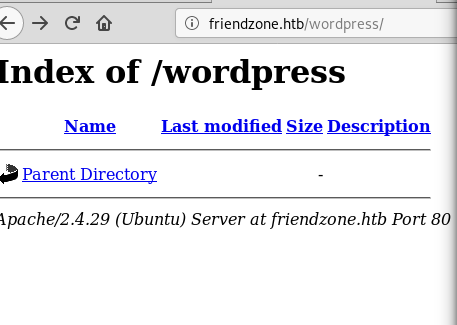 friendzone.htb/wordpress/
Index of /wordpress
Name Last modified Size Description
Parent Directory -
Apache/2.4.29 (Ubuntu) Server at friendzone.htb Port 80